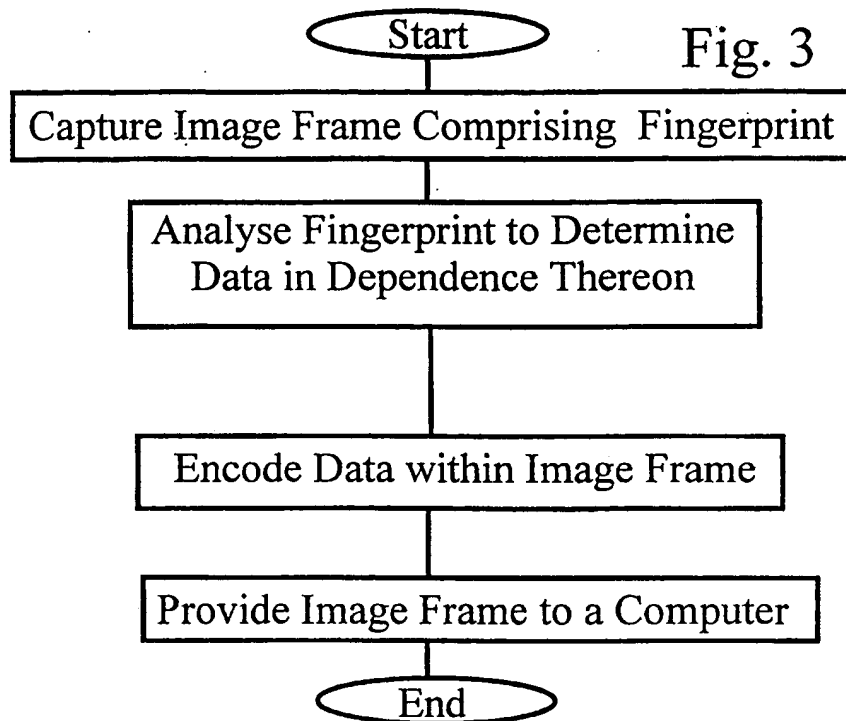 Start
Fig. 3
Capture Image Frame Comprising Fingerprint
Analyse Fingerprint to Determine
Data in Dependence Thereon
Encode Data within Image Frame
Provide Image Frame to a Computer
End